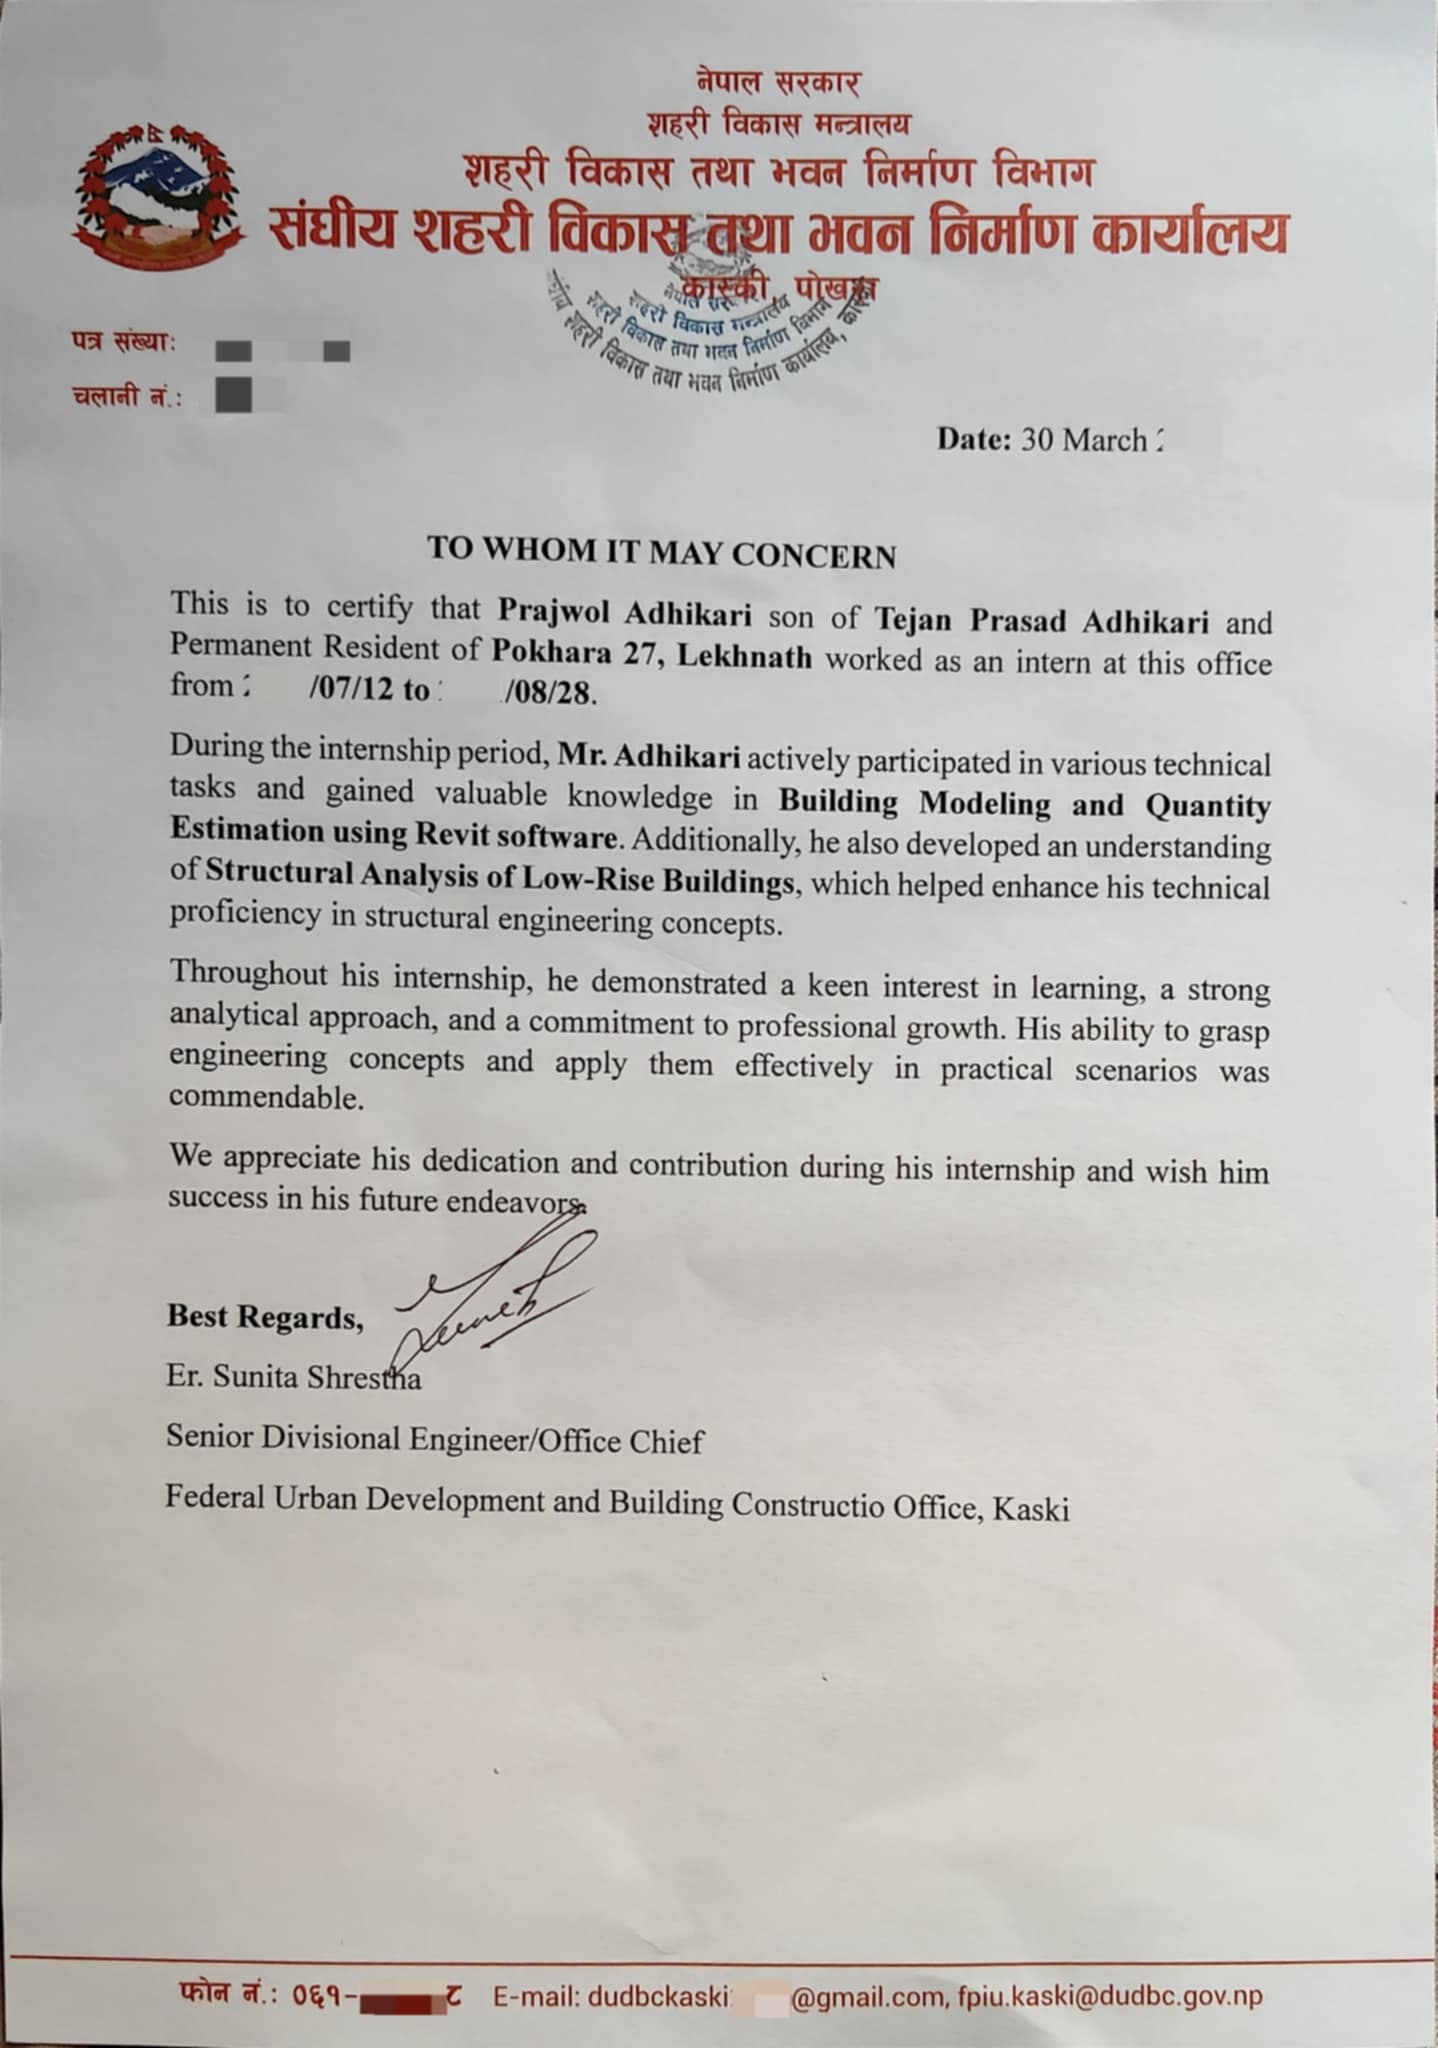 नेपाल सरकार
शहरी विकास मन्त्रालय
शहरी विकास तथा भवन निर्माण विभाग
संघीय शहरी विकास तथा भवन निर्माण कार्यालय
कास्की, पोखरा
नेपाल सरकार
शहरी विकास मन्त्रालय
शहरी विकास तथा भवन निर्माण विभाग
संघीय शहरी विकास तथा भवन निर्माण कार्यालय, कास्की
पत्र संख्या:
चलानी नं.:
Date: 30 March
TO WHOM IT MAY CONCERN
This is to certify that Prajwol Adhikari son of Tejan Prasad Adhikari and
Permanent Resident of Pokhara 27, Lekhnath worked as an intern at this office
from /07/12 to /08/28.
During the internship period, Mr. Adhikari actively participated in various technical
tasks and gained valuable knowledge in Building Modeling and Quantity
Estimation using Revit software. Additionally, he also developed an understanding
of Structural Analysis of Low-Rise Buildings, which helped enhance his technical
proficiency in structural engineering concepts.
Throughout his internship, he demonstrated a keen interest in learning, a strong
analytical approach, and a commitment to professional growth. His ability to grasp
engineering concepts and apply them effectively in practical scenarios was
commendable.
We appreciate his dedication and contribution during his internship and wish him
success in his future endeavors.
Best Regards,
Er. Sunita Shrestha
Senior Divisional Engineer/Office Chief
Federal Urban Development and Building Constructio Office, Kaski
फोन नं.: ०६१- ८ E-mail: dudbckaski @gmail.com, fpiu.kaski@dudbc.gov.np